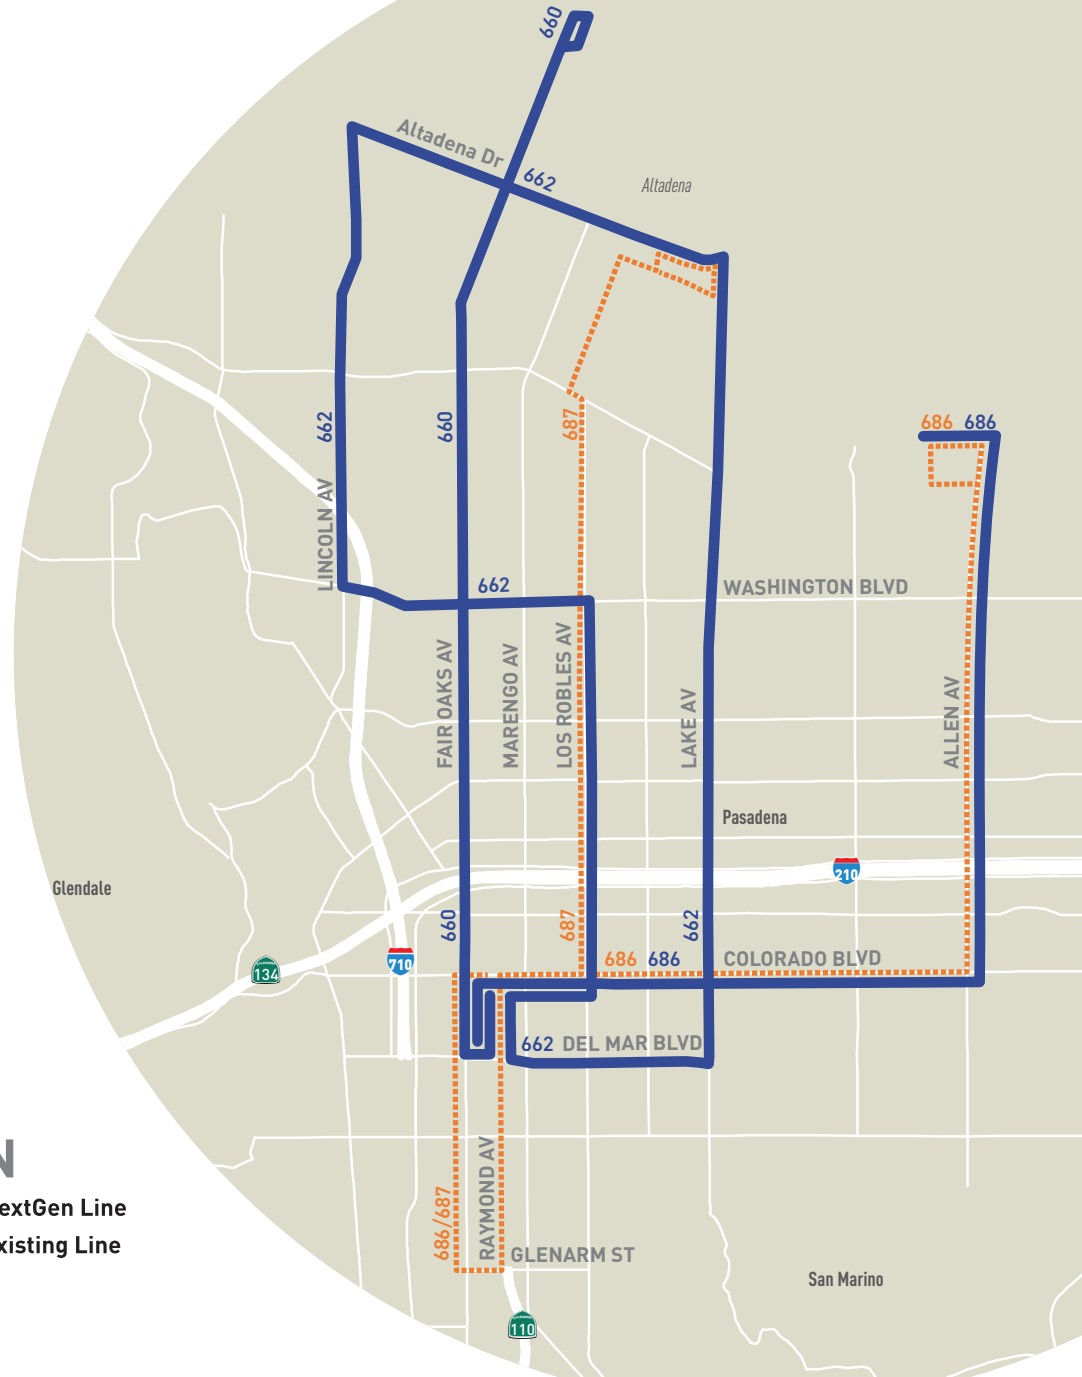 660
Altadena Dr
662
Altadena
662
660
687
686 686
LINCOLN AV
662
WASHINGTON BLVD
FAIR OAKS AV
MARENGO AV
LOS ROBLES AV
LAKE AV
ALLEN AV
Pasadena
210
Glendale
660
687
662
686 686 COLORADO BLVD
710
134
662 DEL MAR BLVD
N
extGen Line
xisting Line
686/687
RAYMOND AV
GLENARM ST
San Marino
110